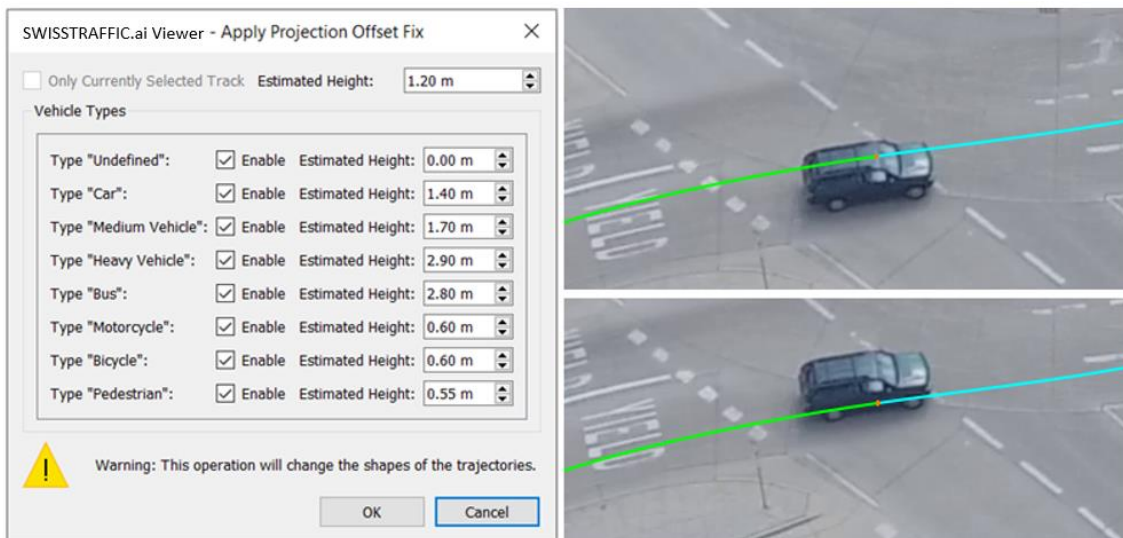 SWISSTRAFFIC.ai Viewer - Apply Projection Offset Fix
Only Currently Selected Track Estimated Height: 1.20 m
Vehicle Types
Type "Undefined": Enable Estimated Height: 0.00 m
Type "Car": Enable Estimated Height: 1.40 m
Type "Medium Vehicle": Enable Estimated Height: 1.70 m
Type "Heavy Vehicle": Enable Estimated Height: 2.90 m
Type "Bus": Enable Estimated Height: 2.80 m
Type "Motorcycle": Enable Estimated Height: 0.60 m
Type "Bicycle": Enable Estimated Height: 0.60 m
Type "Pedestrian": Enable Estimated Height: 0.55 m
Warning: This operation will change the shapes of the trajectories.
OK Cancel
YIELD
YIELD